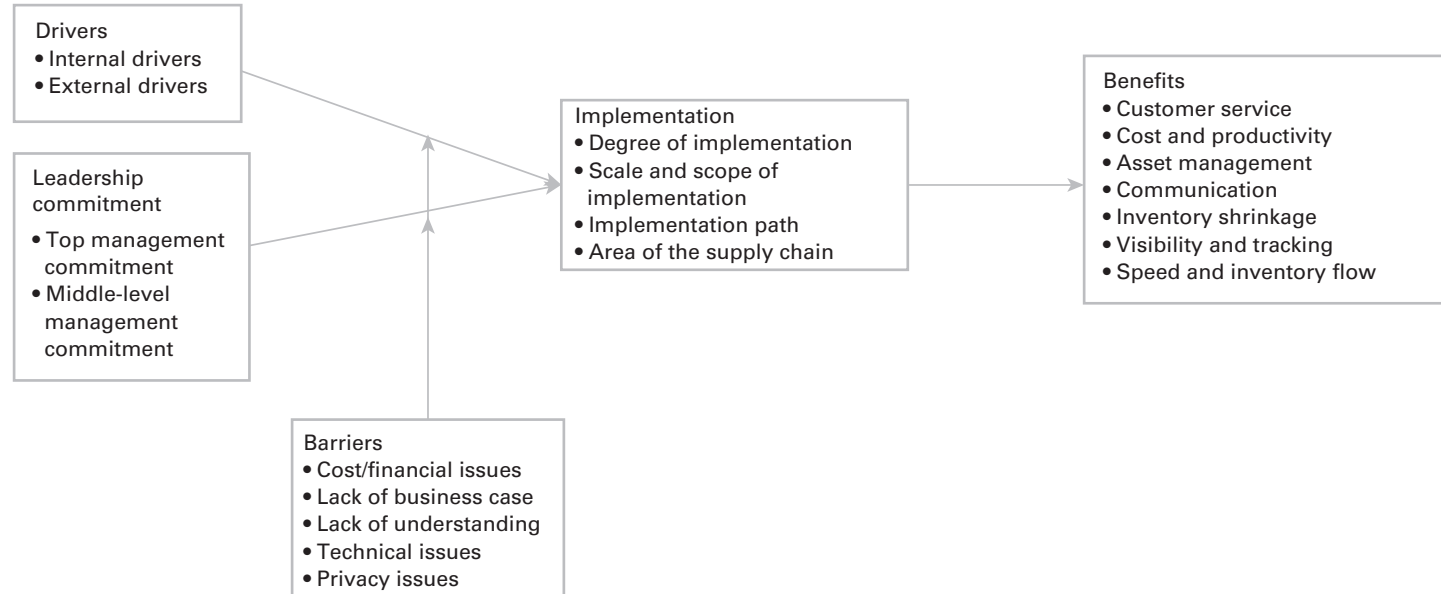 Drivers
• Internal drivers
• External drivers
Leadership
commitment
• Top management
commitment
• Middle-level
management
commitment
Barriers
• Cost/financial issues
• Lack of business case
• Lack of understanding
• Technical issues
• Privacy issues
Implementation
• Degree of implementation
• Scale and scope of
implementation
• Implementation path
• Area of the supply chain
Benefits
• Customer service
• Cost and productivity
• Asset management
• Communication
• Inventory shrinkage
• Visibility and tracking
• Speed and inventory flow